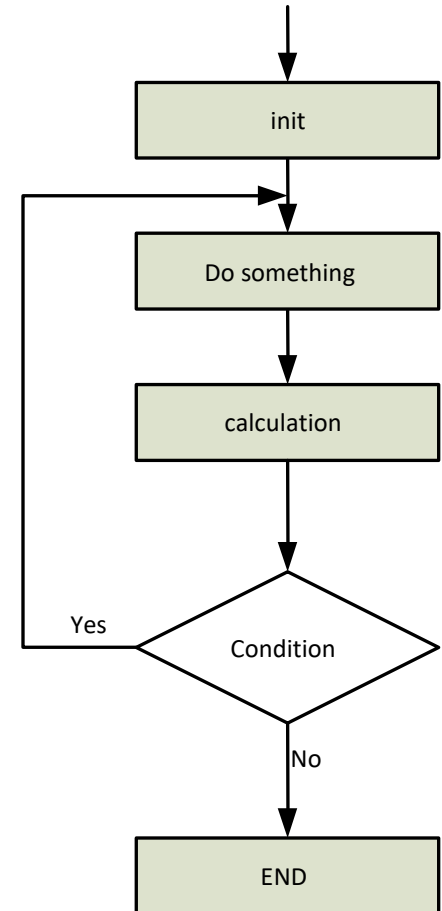 init
Do something
calculation
Yes
Condition
No
END